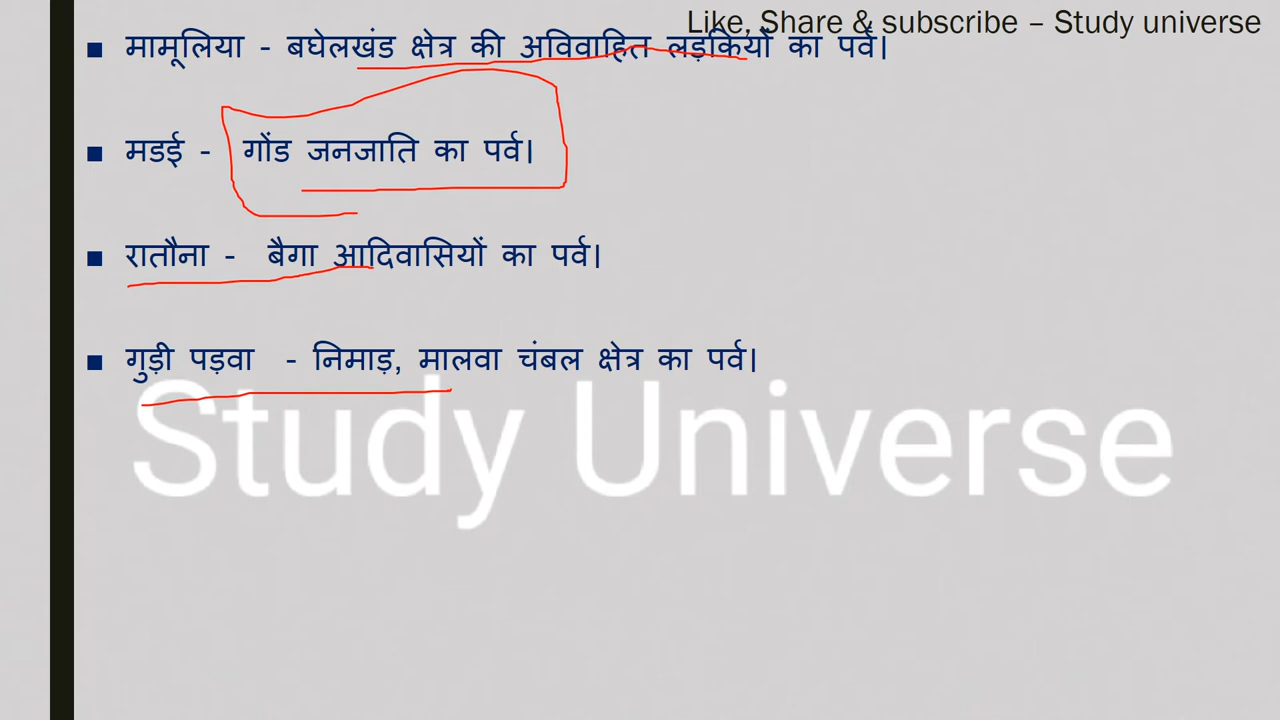 Like, Share & subscribe – Study universe
▪ मामूलिया - बघेलखंड क्षेत्र की अविवाहित लड़कियों का पर्व।
▪ मडई - गोंड जनजाति का पर्व।
▪ रातौना - बैगा आदिवासियों का पर्व।
▪ गुड़ी पड़वा - निमाड़, मालवा चंबल क्षेत्र का पर्व।
Study Universe